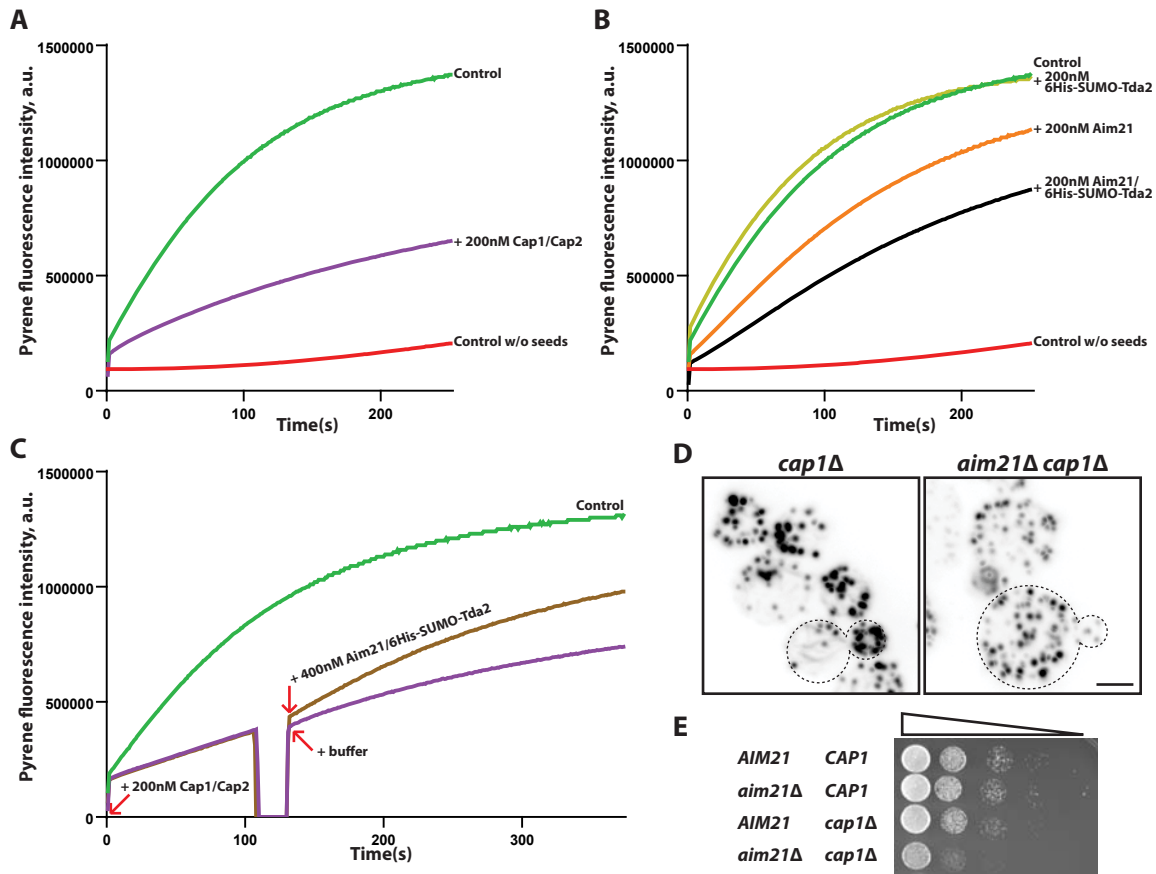 A
1500000
1000000
500000
0
Pyrene fluorescence intensity, a.u.
Control
+ 200nM Cap1/Cap2
Control w/o seeds
0
100
200
Time(s)
B
1500000
1000000
500000
0
Pyrene fluorescence intensity, a.u.
Control
+ 200nM
6His-SUMO-Tda2
+ 200nM Aim21
+ 200nM Aim21/
6His-SUMO-Tda2
Control w/o seeds
0
100
200
Time(s)
C
1500000
1000000
500000
0
Pyrene fluorescence intensity, a.u.
Control
+ 400nM Aim21/6His-SUMO-Tda2
+ buffer
+ 200nM Cap1/Cap2
0
100
200
300
Time(s)
D
cap1Δ
aim21Δ cap1Δ
E
AIM21 CAP1
aim21Δ CAP1
AIM21 cap1Δ
aim21Δ cap1Δ